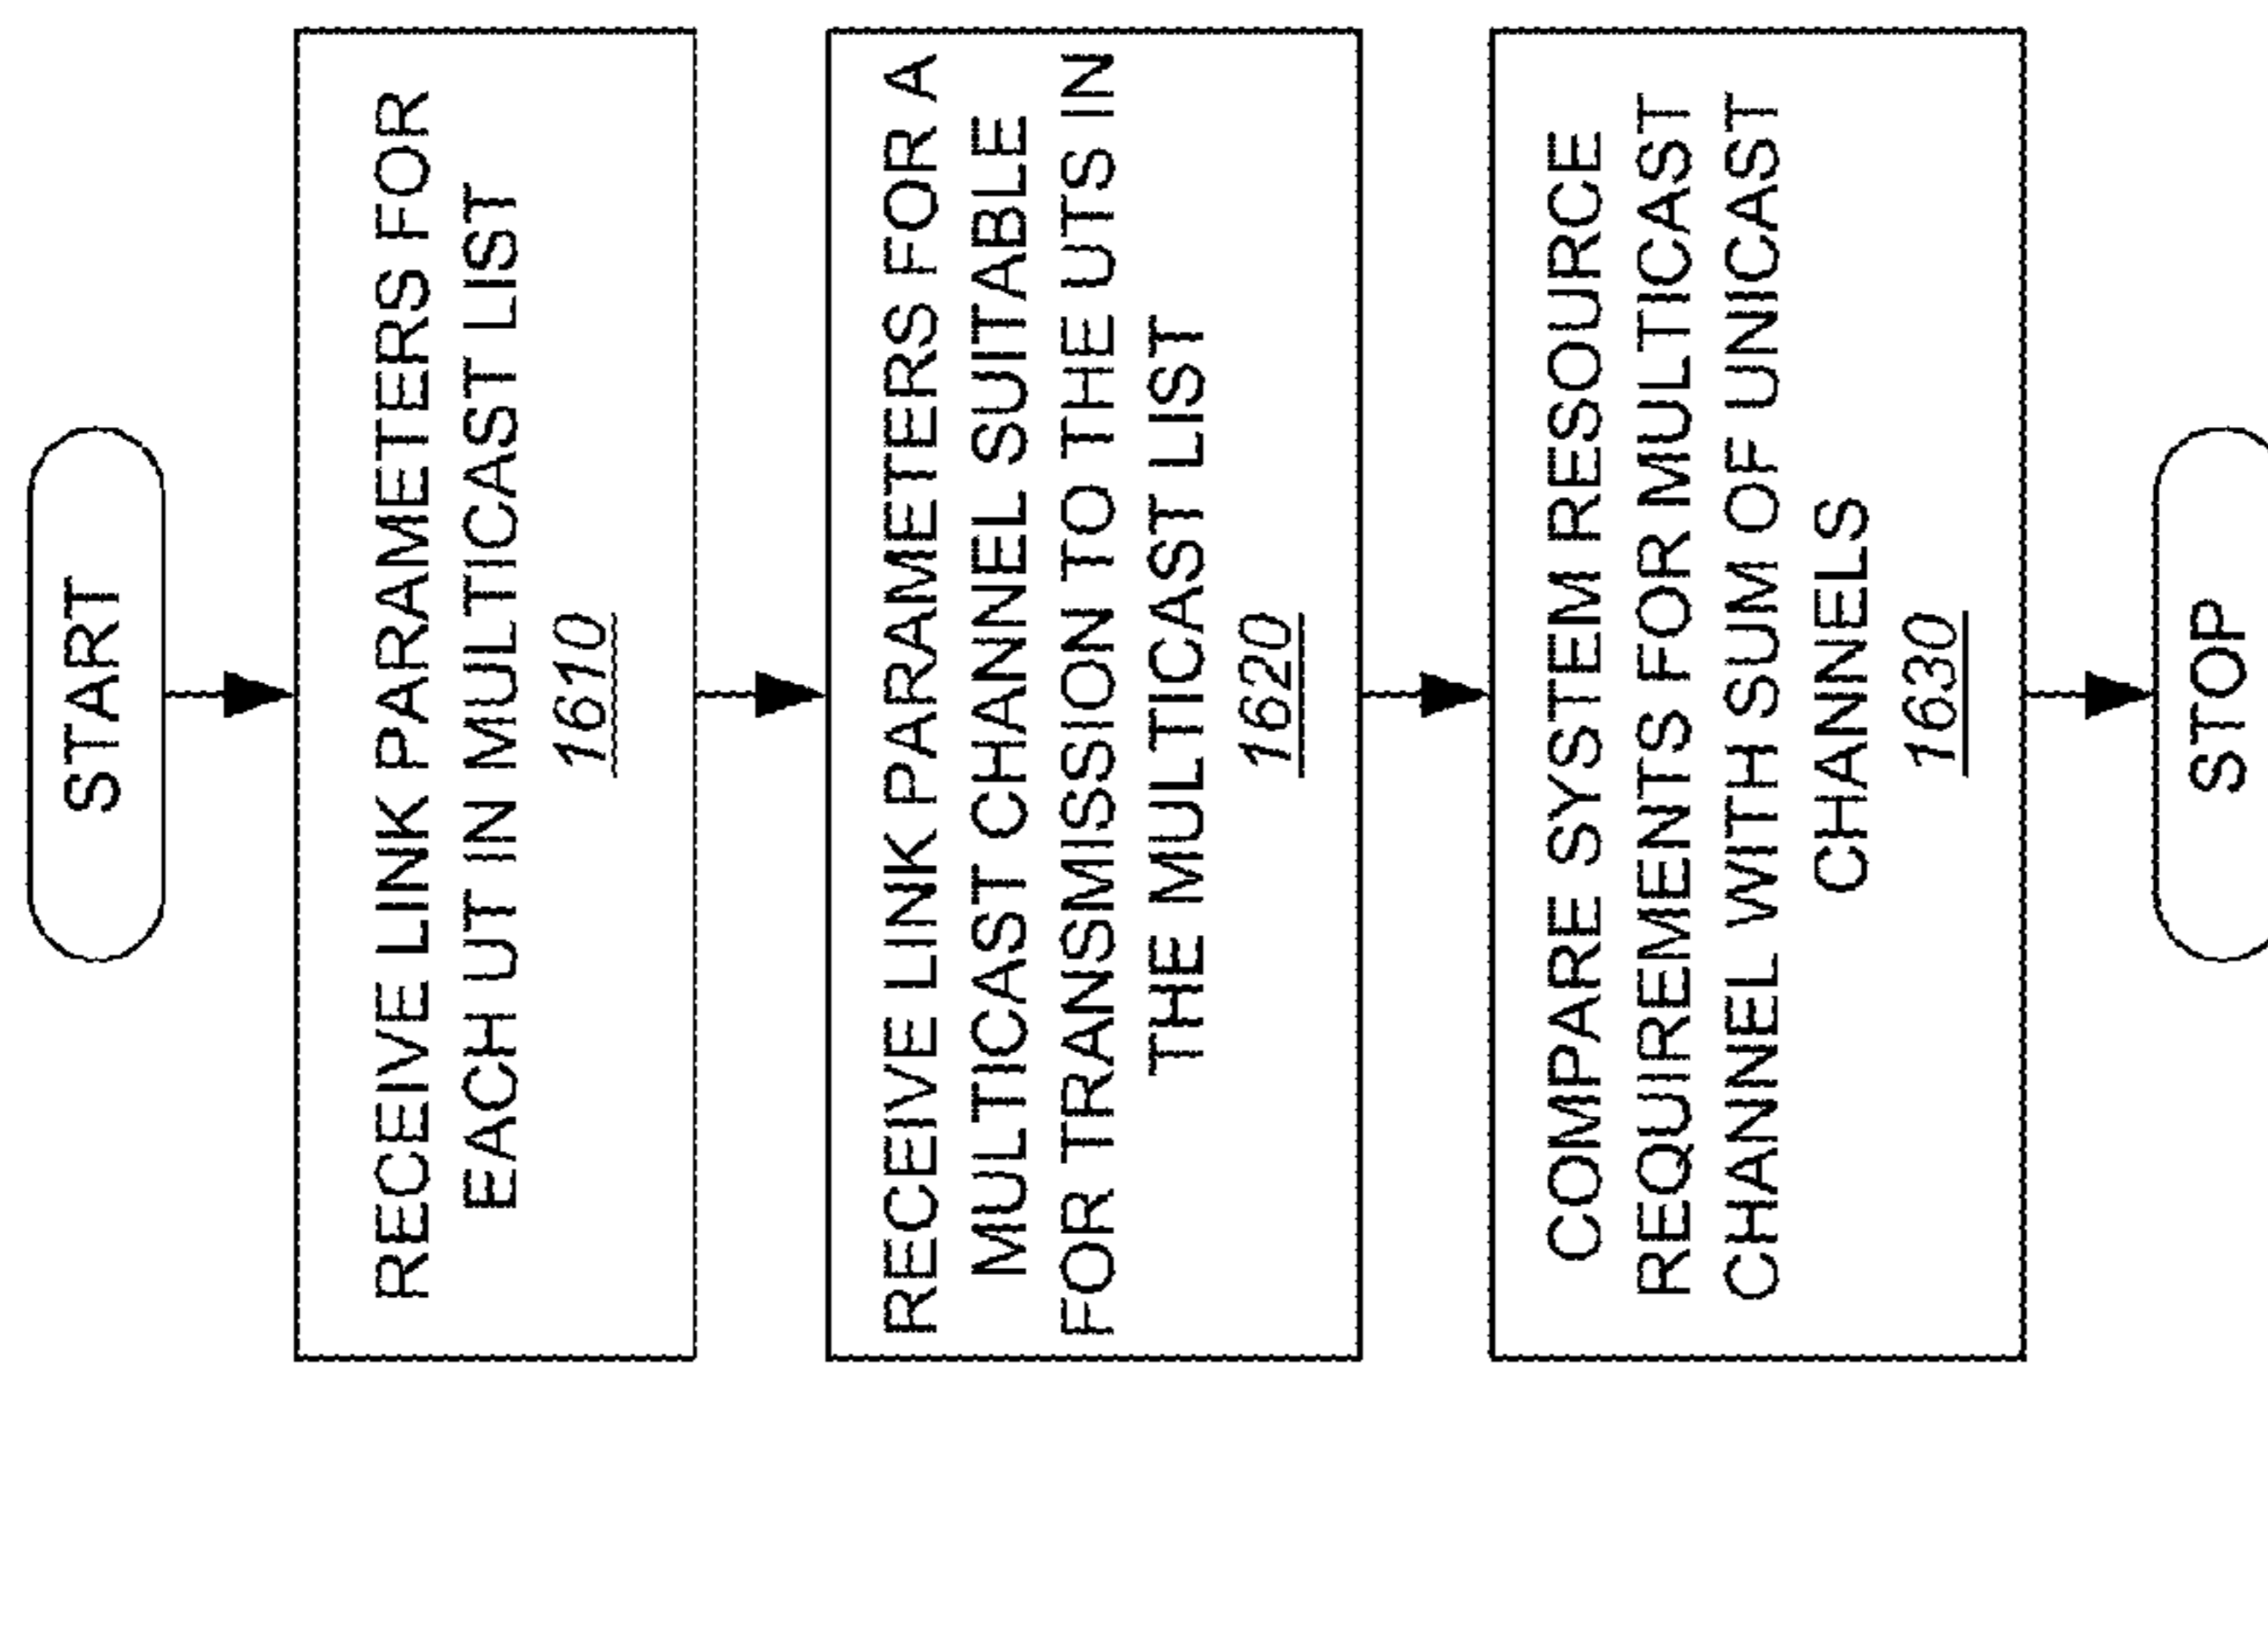 START
RECEIVE LINK PARAMETERS FOR
EACH UT IN MULTICAST LIST
1610
RECEIVE LINK PARAMETERS FOR A
MULTICAST CHANNEL SUITABLE
FOR TRANSMISSION TO THE UTS IN
THE MULTICAST LIST
1620
COMPARE SYSTEM RESOURCE
REQUIREMENTS FOR MULTICAST
CHANNEL WITH SUM OF UNICAST
CHANNELS
1630
STOP